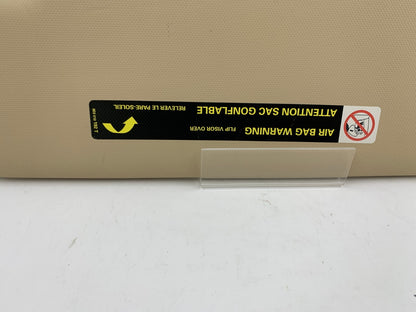 AIR BAG WARNING FLIP VISOR OVER
ATTENTION SAC GONFLABLE RELEVER LE PARE-SOLEIL